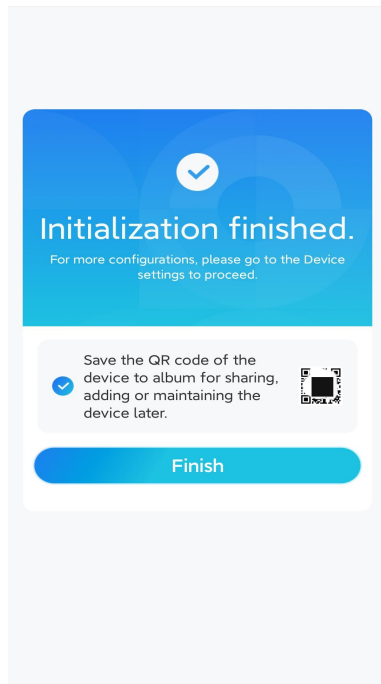 Initialization finished.
For more configurations, please go to the Device
settings to proceed.
Save the QR code of the
device to album for sharing,
adding or maintaining the
device later.
Finish